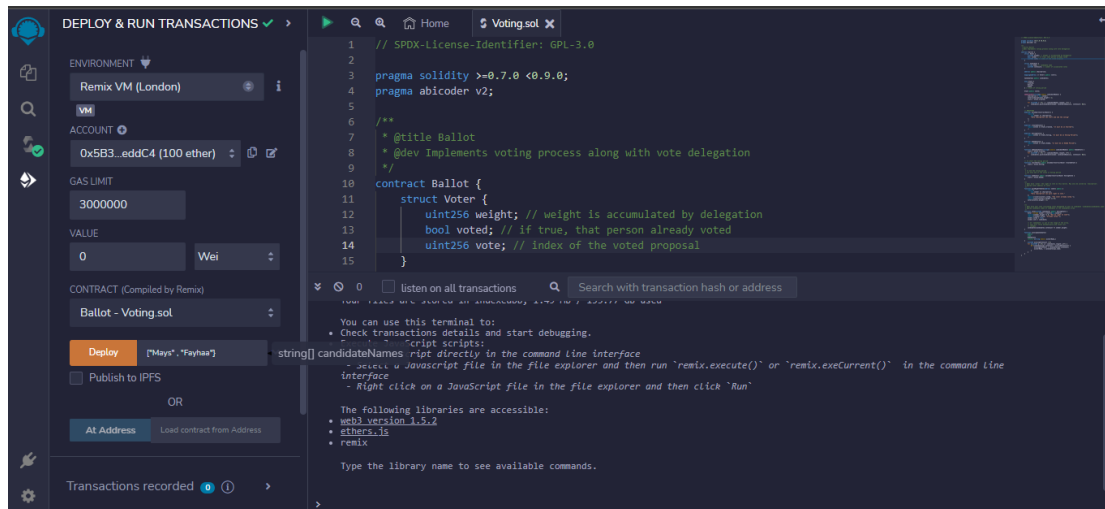 DEPLOY & RUN TRANSACTIONS
ENVIRONMENT
Remix VM (London)
VM
ACCOUNT
0x5B3...eddC4 (100 ether)
GAS LIMIT
3000000
VALUE
0
Wei
CONTRACT (Compiled by Remix)
Ballot - Voting.sol
Deploy
["Mays" , "Fayhaa"]
string[] candidateNames
Publish to IPFS
OR
At Address
Load contract from Address
Transactions recorded 0 i
Home
Voting.sol
1 // SPDX-License-Identifier: GPL-3.0
2
3 pragma solidity >=0.7.0 <0.9.0;
4 pragma abicoder v2;
5
6 /**
7 * @title Ballot
8 * @dev Implements voting process along with vote delegation
9 */
10 contract Ballot {
11 struct Voter {
12 uint256 weight; // weight is accumulated by delegation
13 bool voted; // if true, that person already voted
14 uint256 vote; // index of the voted proposal
15 }
0
listen on all transactions
Search with transaction hash or address
You can use this terminal to:
Check transactions details and start debugging.
script directly in the command line interface
- Select a Javascript file in the file explorer and then run `remix.execute()` or `remix.exeCurrent()` in the command line
interface
- Right click on a JavaScript file in the file explorer and then click `Run`
The following libraries are accessible:
web3 version 1.5.2
ethers.js
remix
Type the library name to see available commands.
>